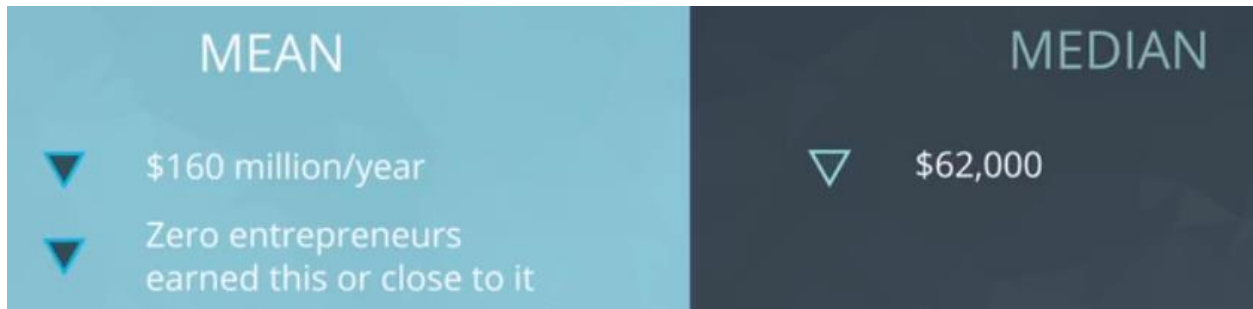 MEAN
$160 million/year
Zero entrepreneurs
earned this or close to it
MEDIAN
$62,000